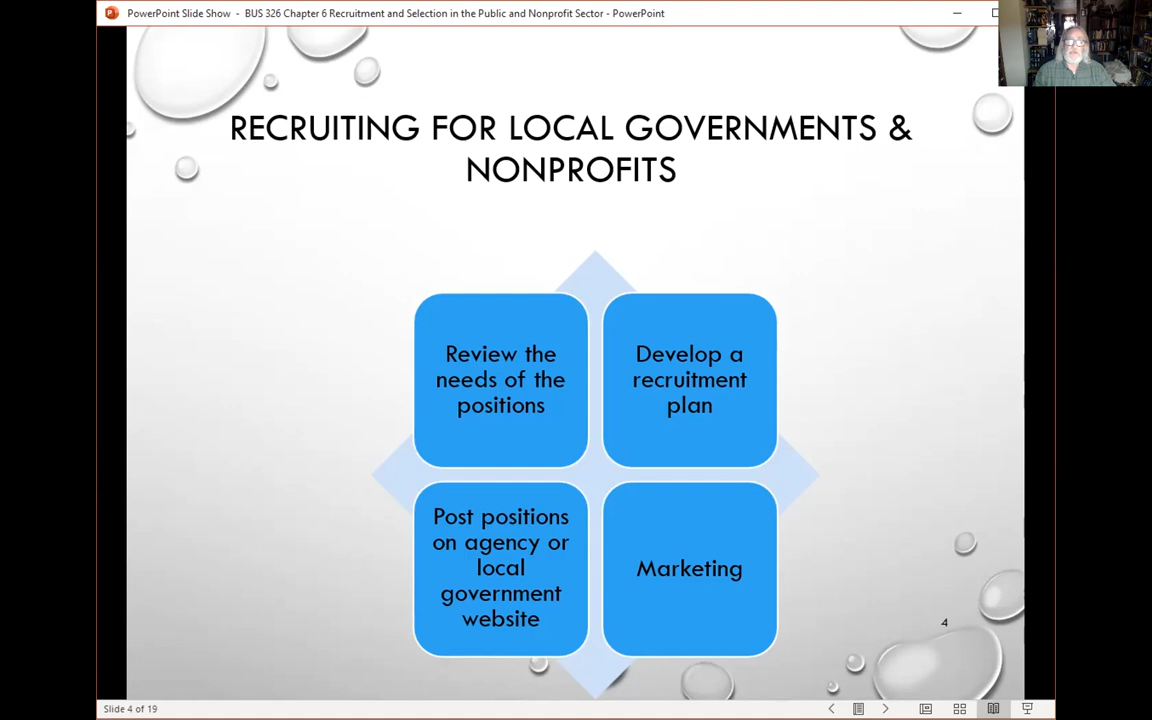 PowerPoint Slide Show - BUS 326 Chapter 6 Recruitment and Selection in the Public and Nonprofit Sector - PowerPoint
RECRUITING FOR LOCAL GOVERNMENTS &
NONPROFITS
Review the
needs of the
positions
Develop a
recruitment
plan
Post positions
on agency or
local
government
website
Marketing
4
Slide 4 of 19